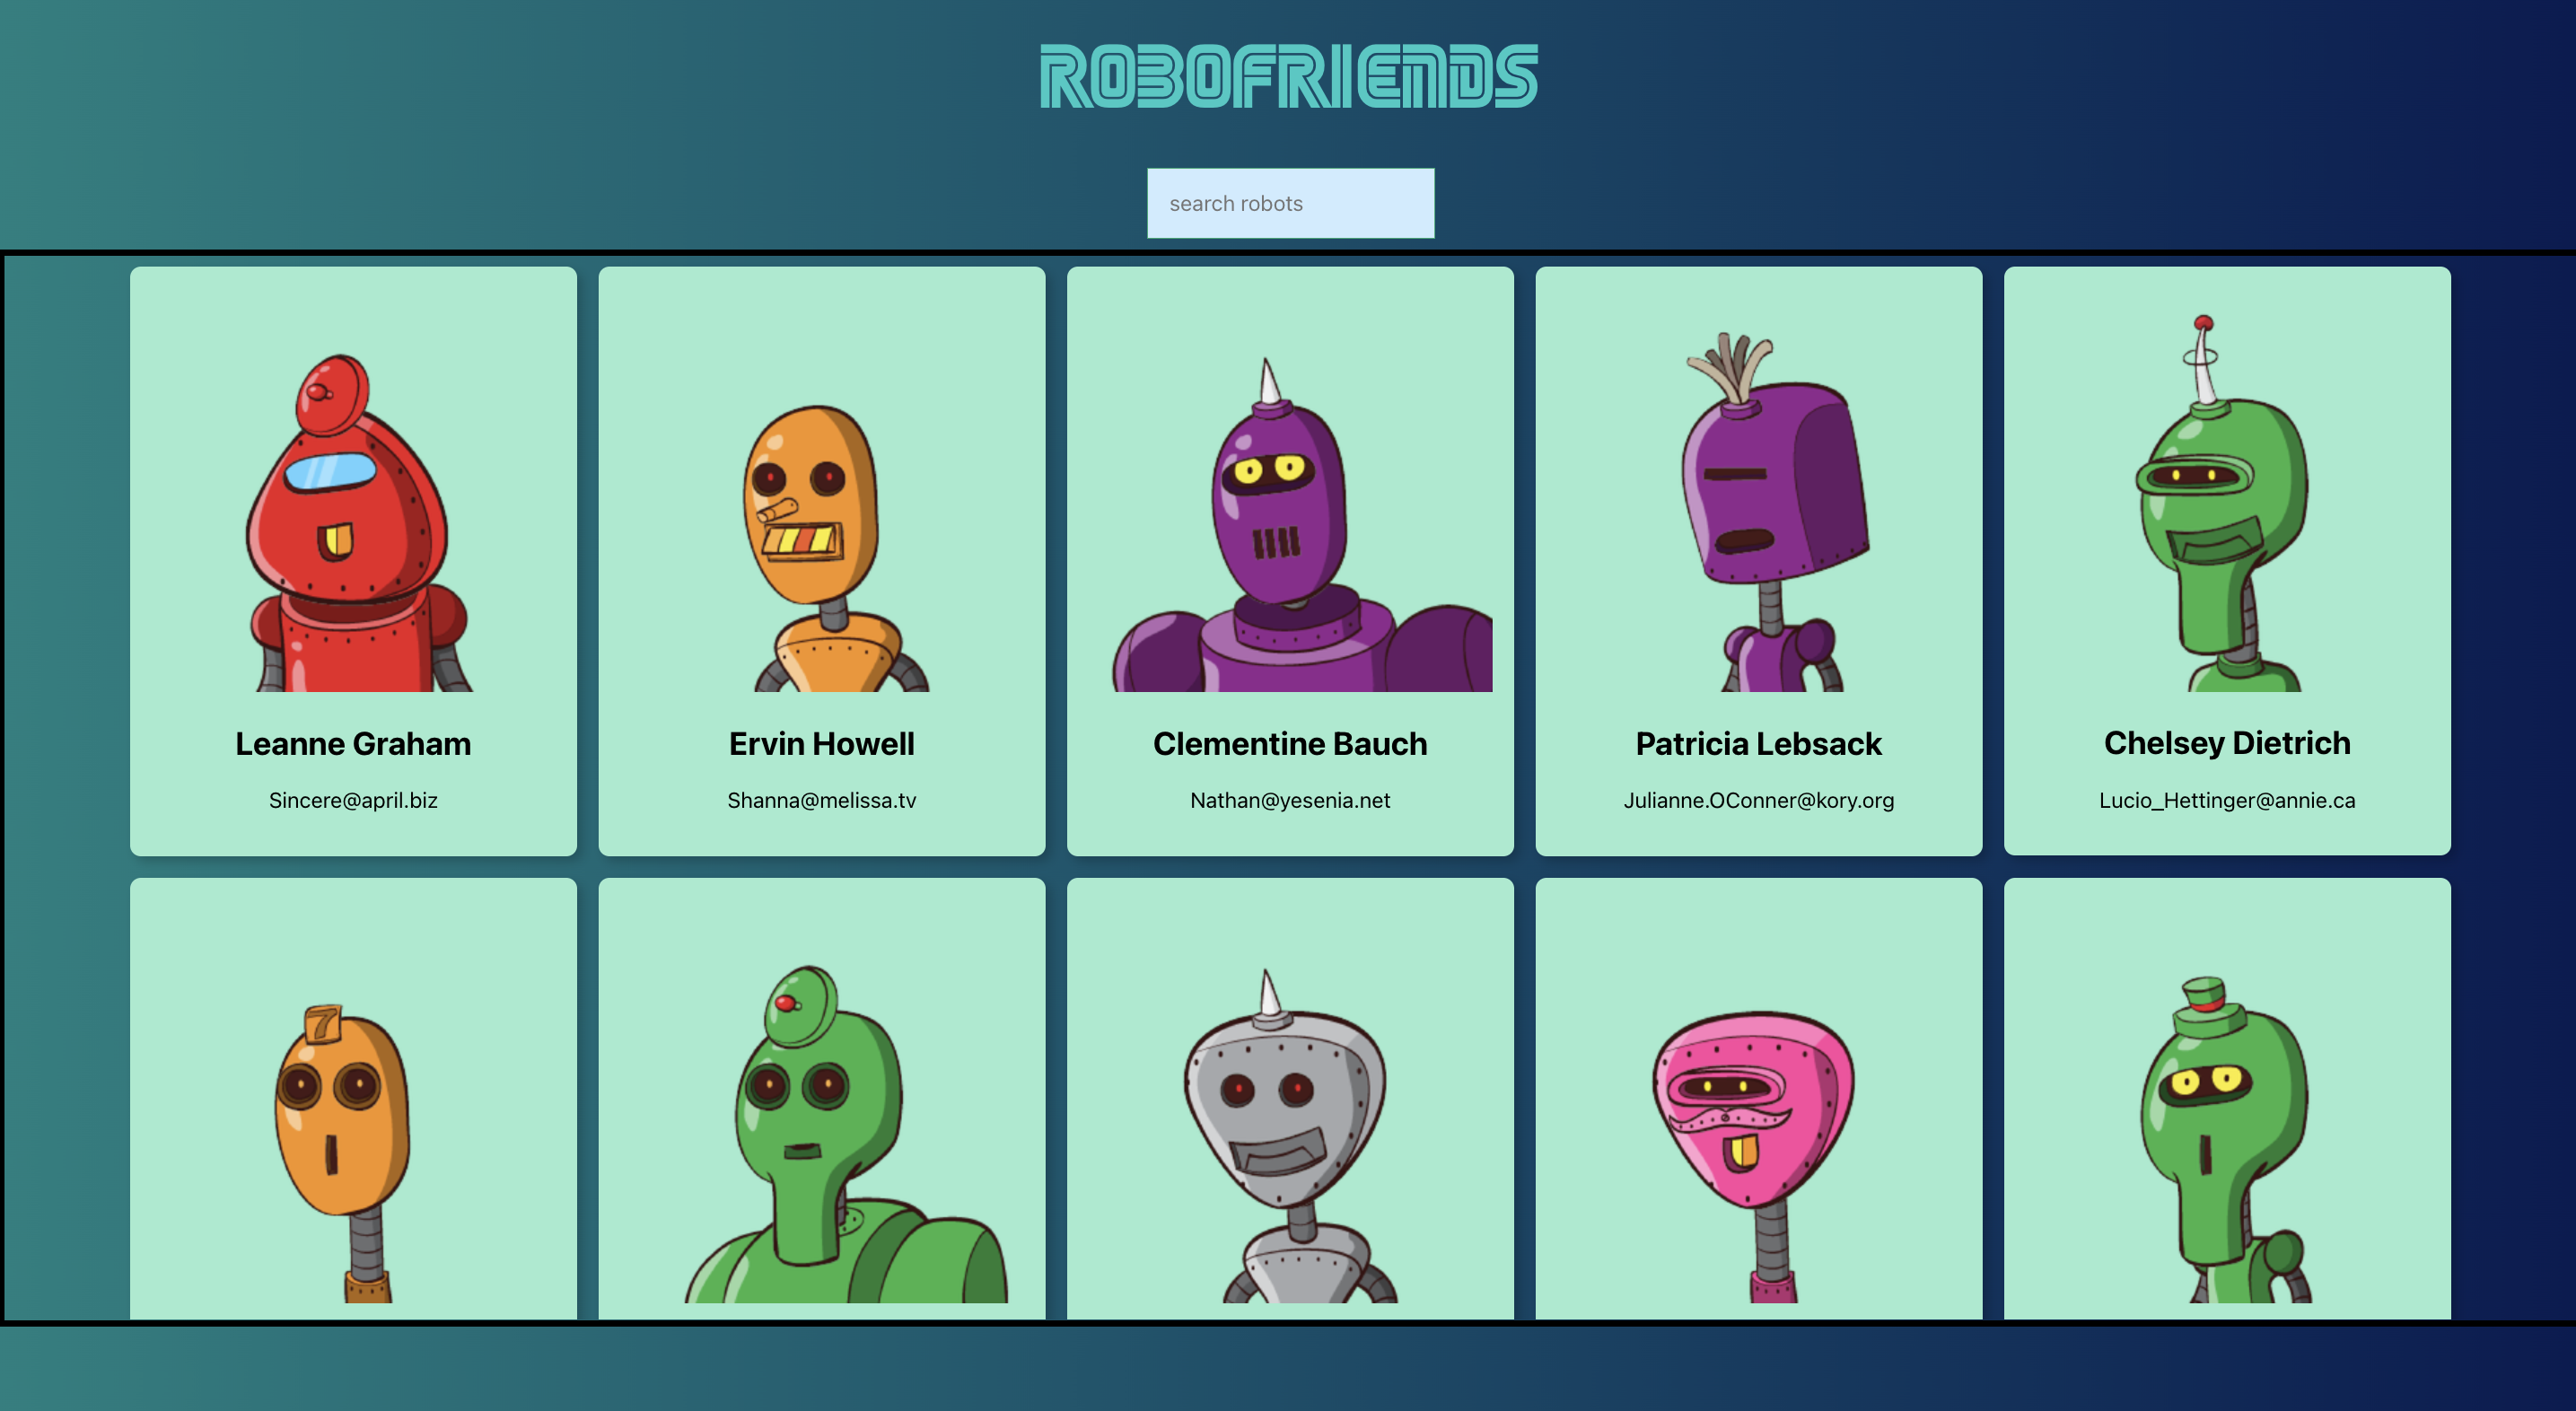 ROBOFRIENDS
search robots
Leanne Graham
Sincere@april.biz
Ervin Howell
Shanna@melissa.tv
Clementine Bauch
Nathan@yesenia.net
Patricia Lebsack
Julianne.OConner@kory.org
Chelsey Dietrich
Lucio_Hettinger@annie.ca
7